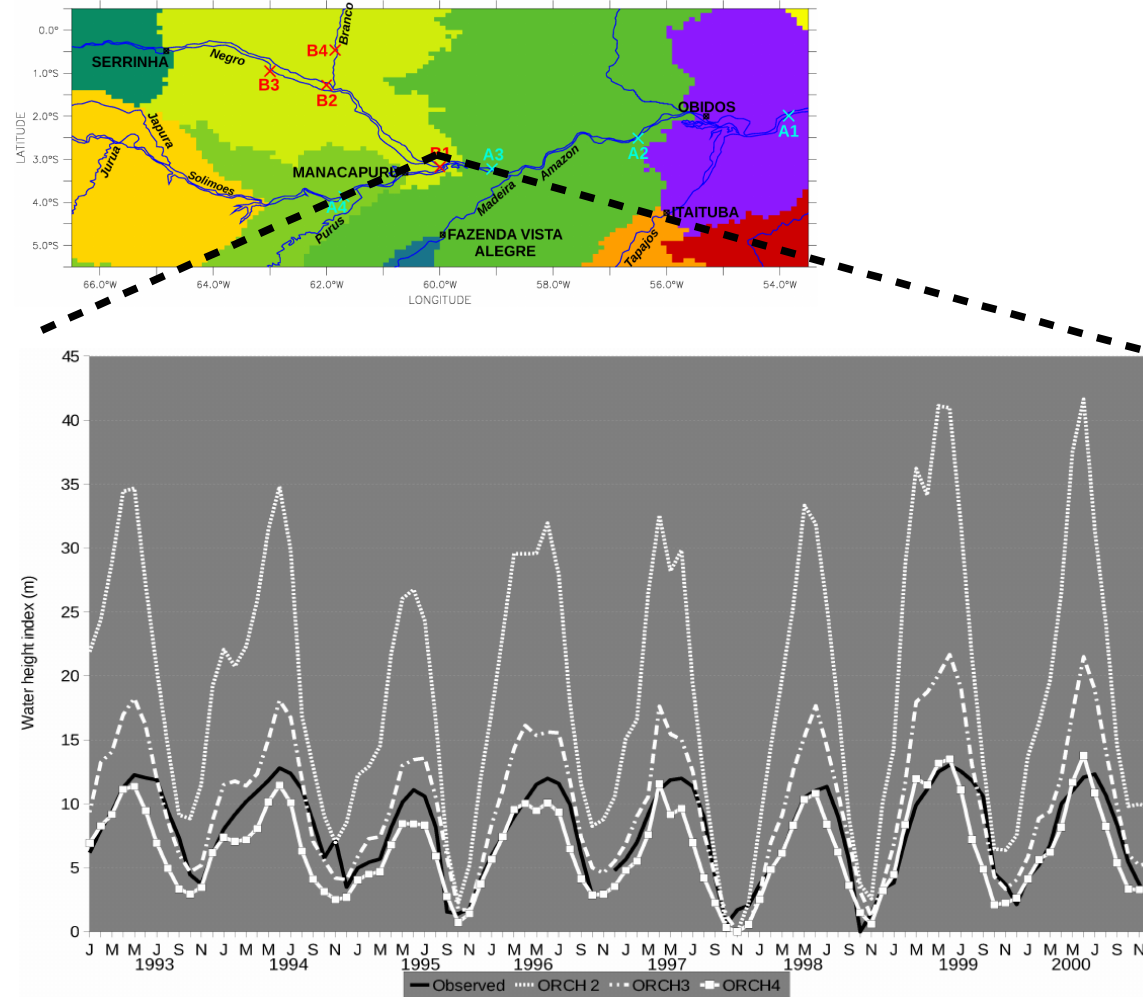 0.0°
1.0°S
2.0°S
3.0°S
4.0°S
5.0°S
LATITUDE
66.0°W 64.0°W 62.0°W 60.0°W 58.0°W 56.0°W 54.0°W
LONGITUDE
SERRINHA
Negro
Branco
B4
B3
B2
B1
Japura
Jurua
Solimoes
MANACAPURU
Purus
A3
Madeira
Amazon
A2
OBIDOS
A1
FAZENDA VISTA
ALEGRE
ITAITUBA
Tapajos
Water height index (m)
45
40
35
30
25
20
15
10
5
0
J M M J S N J M M J S N J M M J S N J M M J S N J M M J S N J M M J S N J M M J S N J M M J S N
1993 1994 1995 1996 1997 1998 1999 2000
Observed ORCH 2 ORCH3 ORCH4